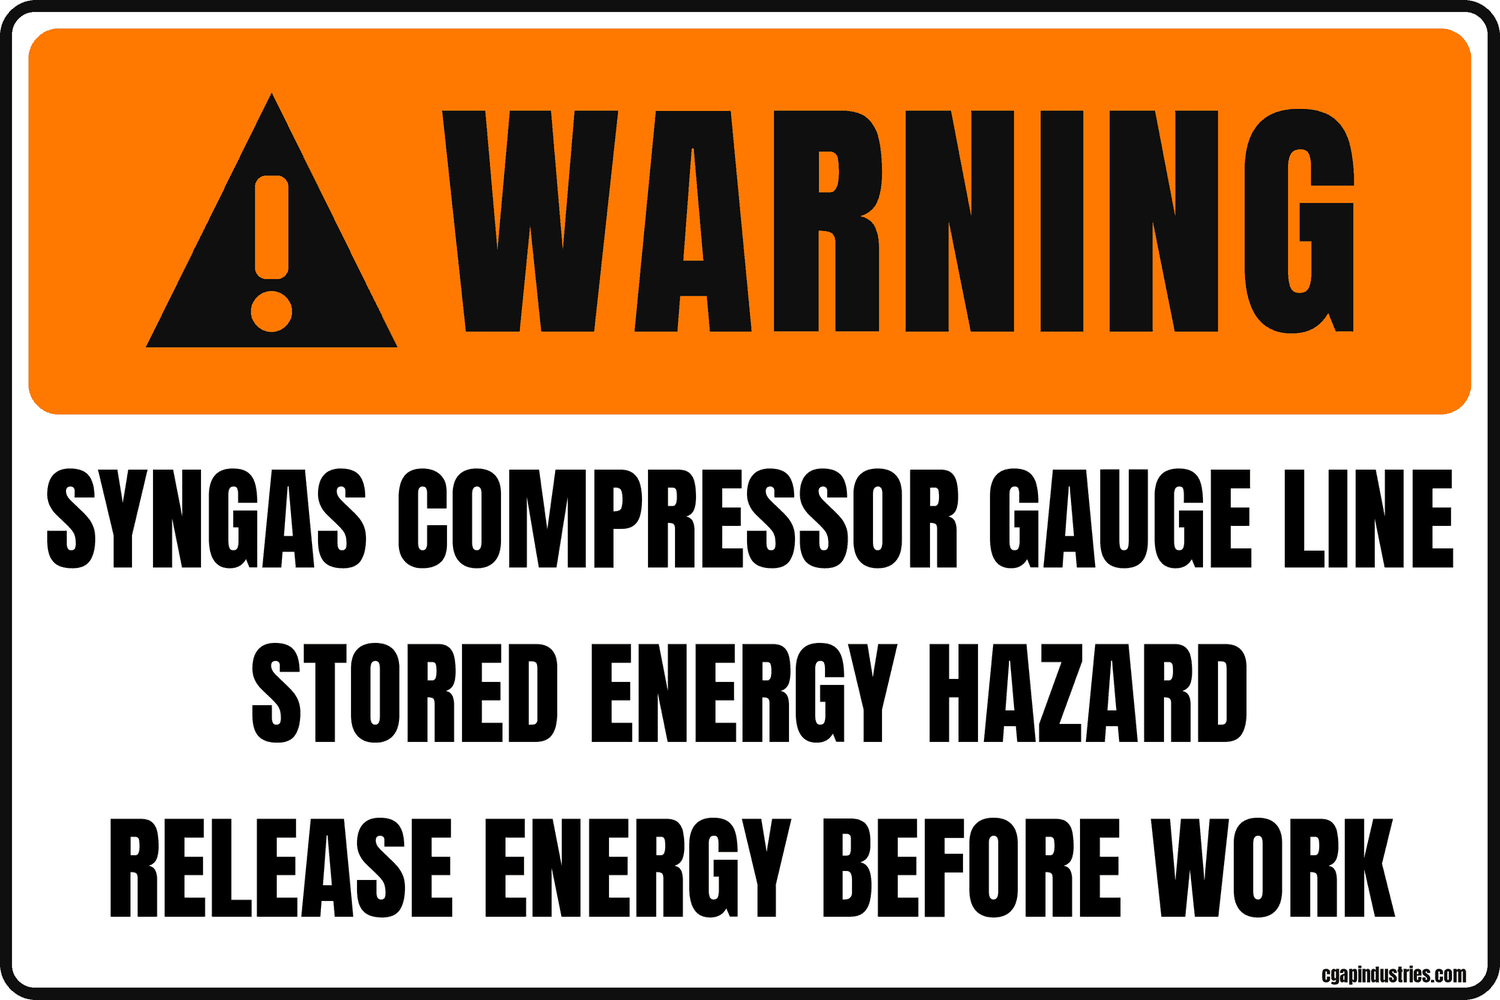 WARNING
SYNGAS COMPRESSOR GAUGE LINE
STORED ENERGY HAZARD
RELEASE ENERGY BEFORE WORK
cgapindustries.com